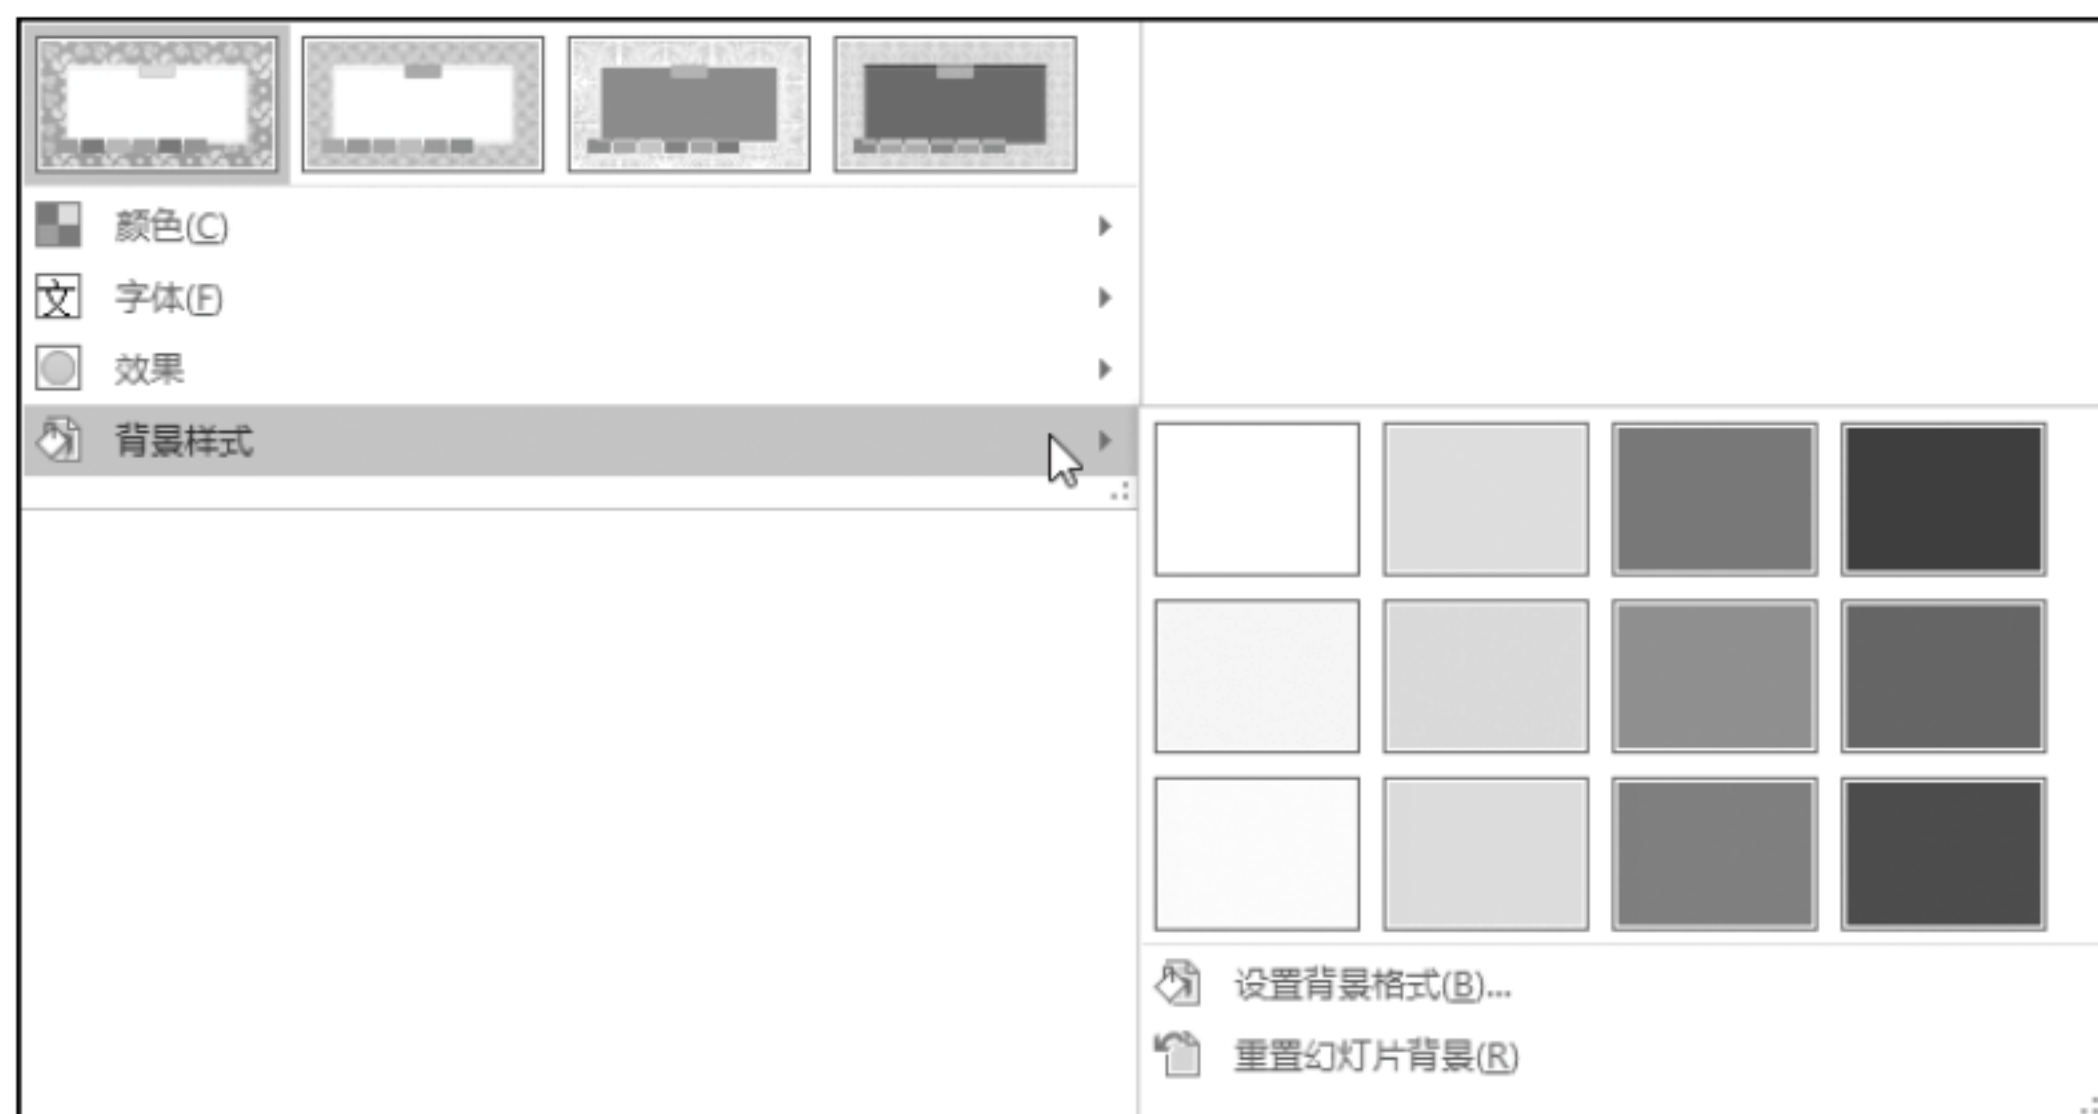 颜色(C)
文 字体(F)
效果
背景样式
设置背景格式(B)...
重置幻灯片背景(R)